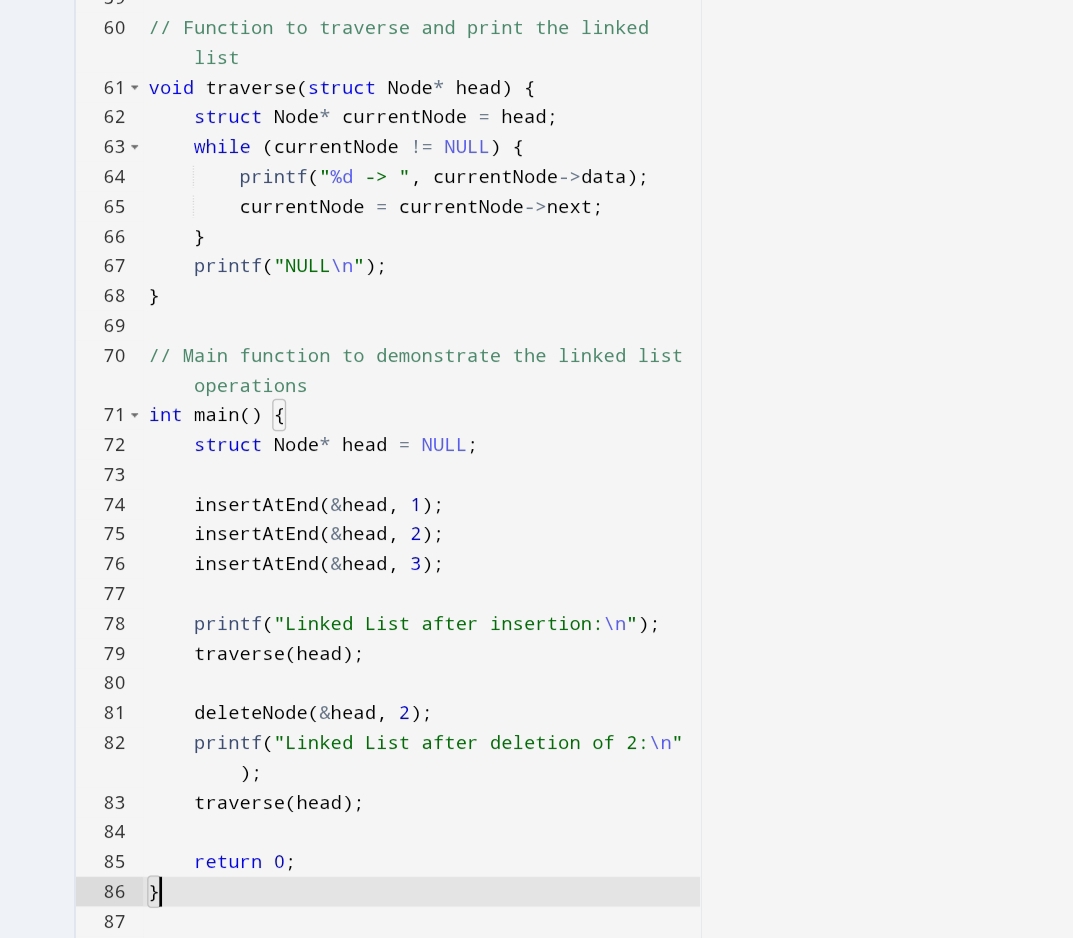 60 // Function to traverse and print the linked
list
61 void traverse(struct Node* head) {
62 struct Node* currentNode = head;
63 while (currentNode != NULL) {
64 printf("%d -> ", currentNode->data);
65 currentNode = currentNode->next;
66 }
67 printf("NULL\n");
68 }
69
70 // Main function to demonstrate the linked list
operations
71 int main() {
72 struct Node* head = NULL;
73
74 insertAtEnd(&head, 1);
75 insertAtEnd(&head, 2);
76 insertAtEnd(&head, 3);
77
78 printf("Linked List after insertion:\n");
79 traverse(head);
80
81 deleteNode(&head, 2);
82 printf("Linked List after deletion of 2:\n"
);
83 traverse(head);
84
85 return 0;
86 }
87